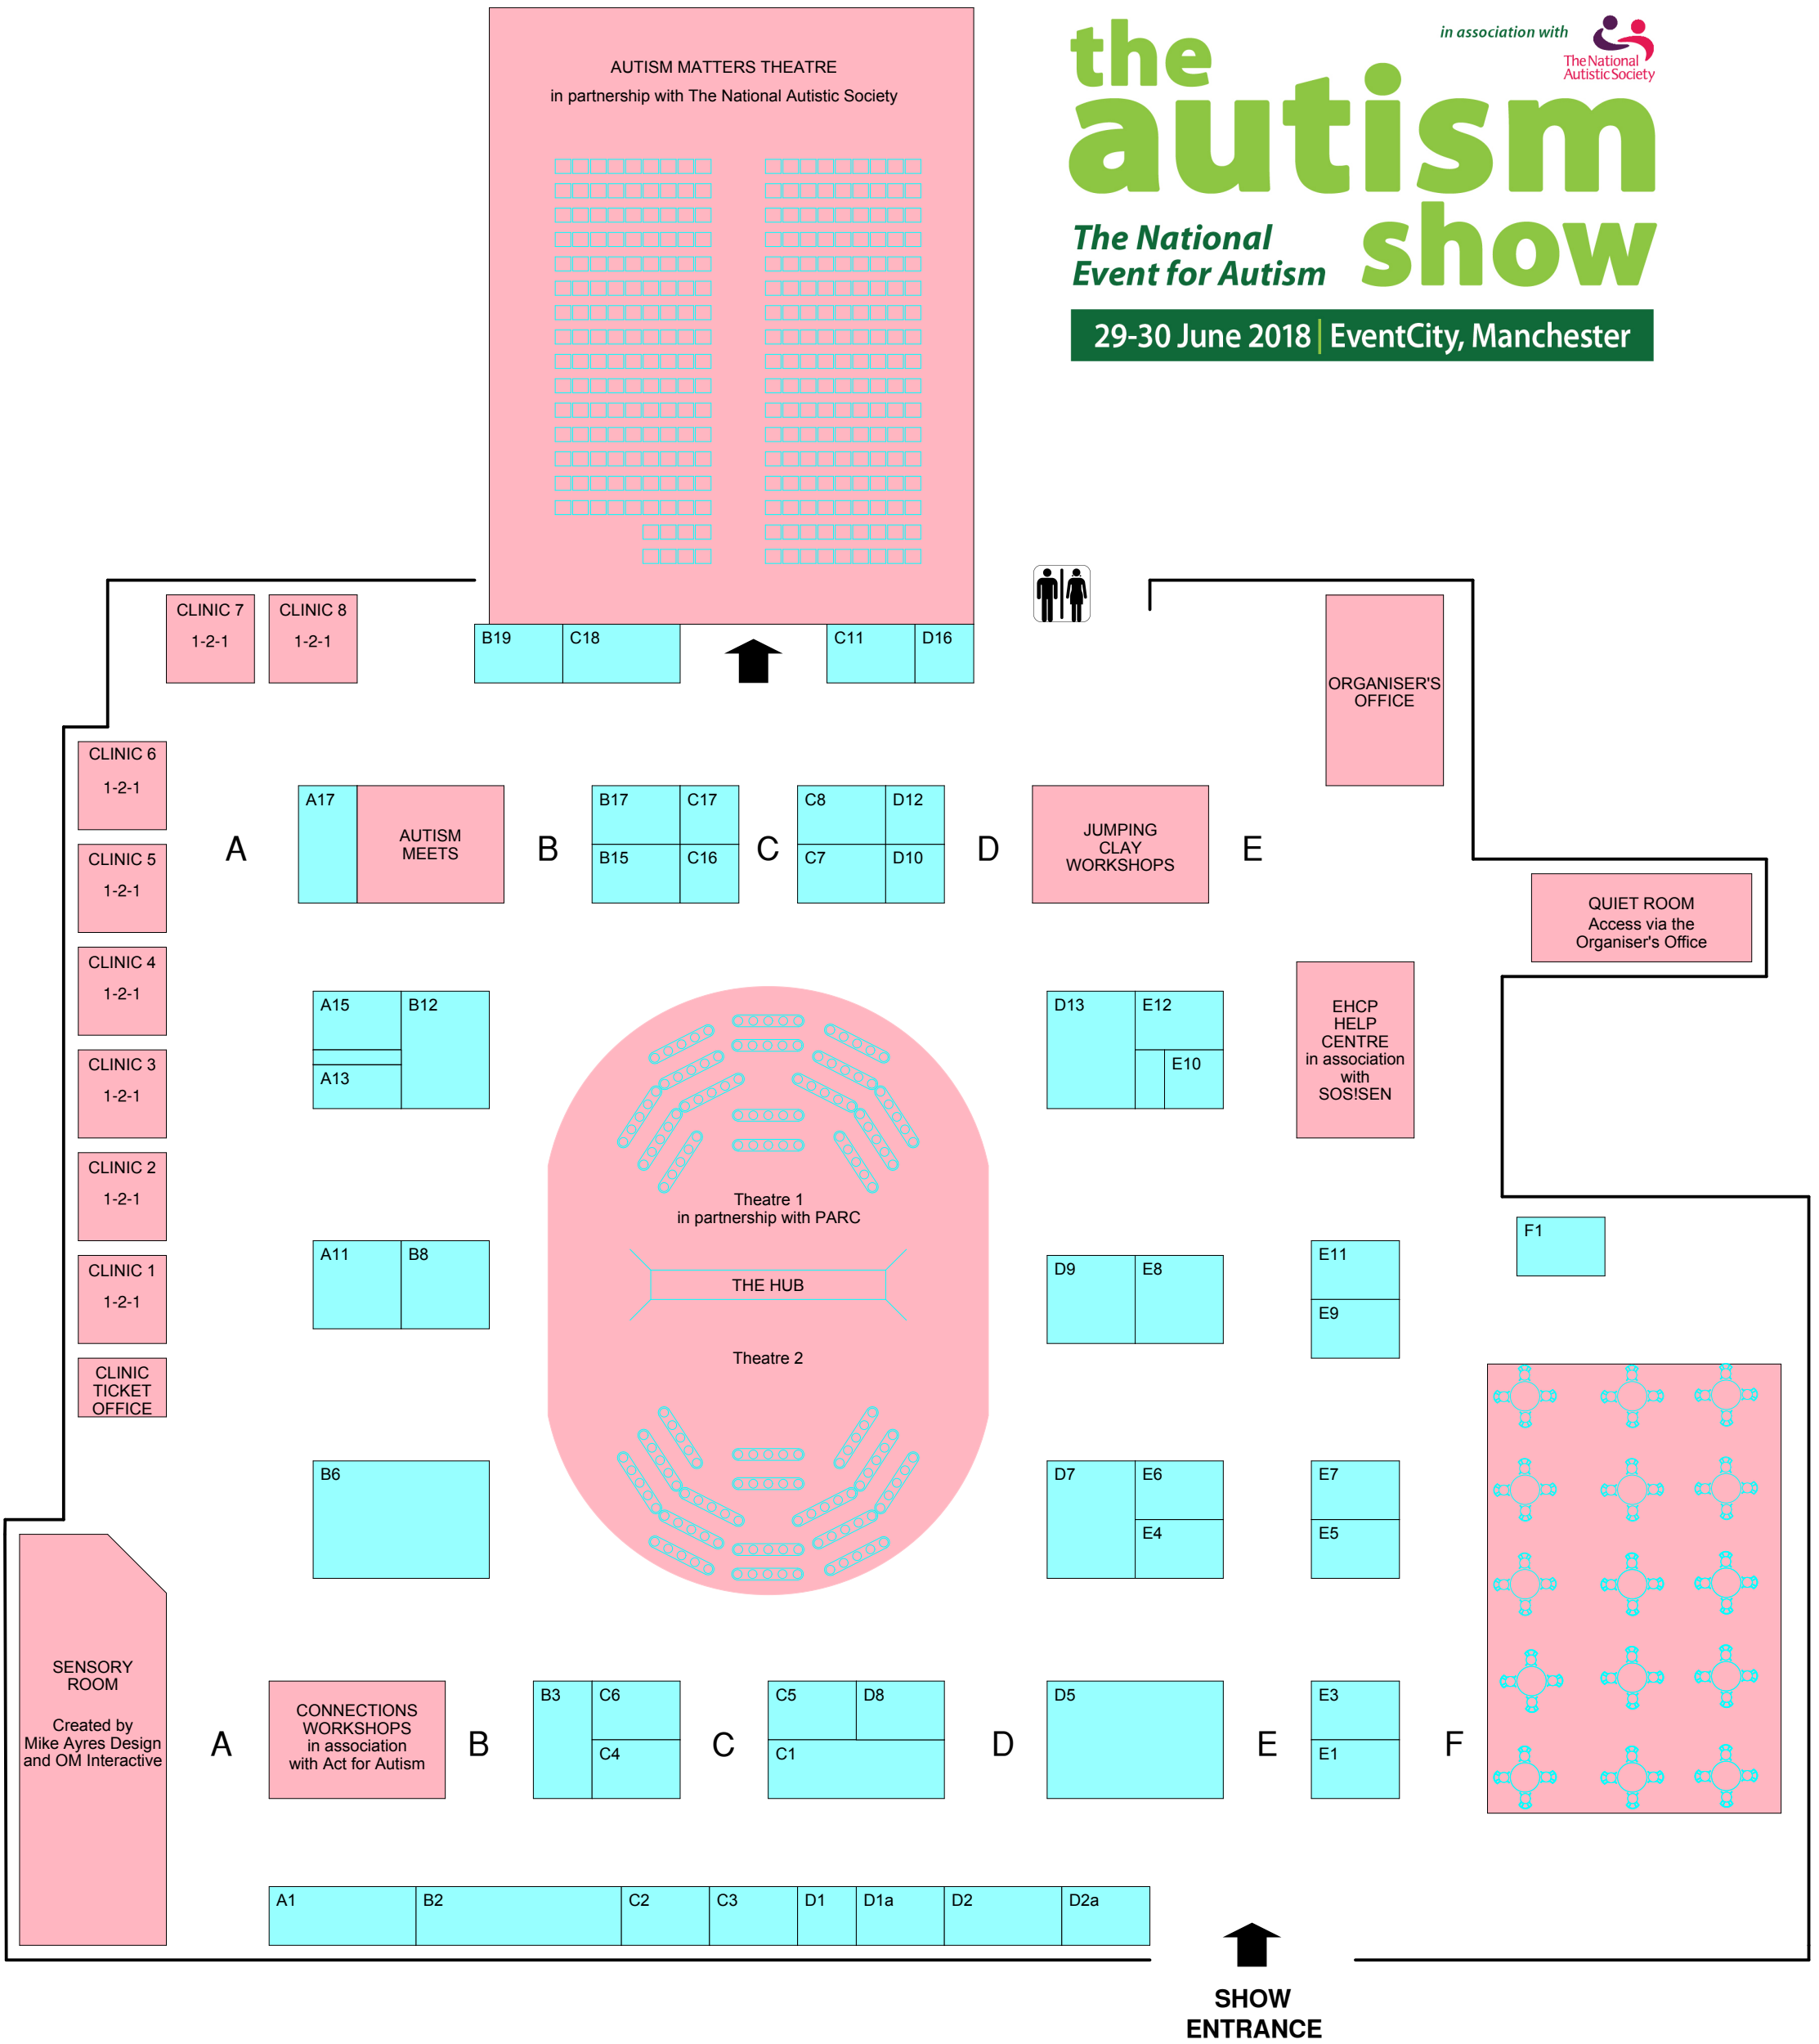 AUTISM MATTERS THEATRE
in partnership with The National Autistic Society
in association with
The National
Autistic Society
the
autism
show
The National
Event for Autism
29-30 June 2018 | EventCity, Manchester
CLINIC 7
1-2-1
CLINIC 8
1-2-1
B19
C18
C11
D16
ORGANISER'S
OFFICE
CLINIC 6
1-2-1
A
A17
AUTISM
MEETS
B
B17
C17
B15
C16
C
C8
D12
C7
D10
D
JUMPING
CLAY
WORKSHOPS
E
CLINIC 5
1-2-1
QUIET ROOM
Access via the
Organiser's Office
CLINIC 4
1-2-1
A15
B12
A13
D13
E12
E10
EHCP
HELP
CENTRE
in association
with
SOS!SEN
CLINIC 3
1-2-1
CLINIC 2
1-2-1
Theatre 1
in partnership with PARC
THE HUB
Theatre 2
F1
CLINIC 1
1-2-1
A11
B8
D9
E8
E11
E9
CLINIC
TICKET
OFFICE
B6
D7
E6
E4
E7
E5
SENSORY
ROOM
Created by
Mike Ayres Design
and OM Interactive
A
CONNECTIONS
WORKSHOPS
in association
with Act for Autism
B
B3
C6
C4
C
C5
D8
C1
D
D5
E
E3
E1
F
A1
B2
C2
C3
D1
D1a
D2
D2a
SHOW
ENTRANCE